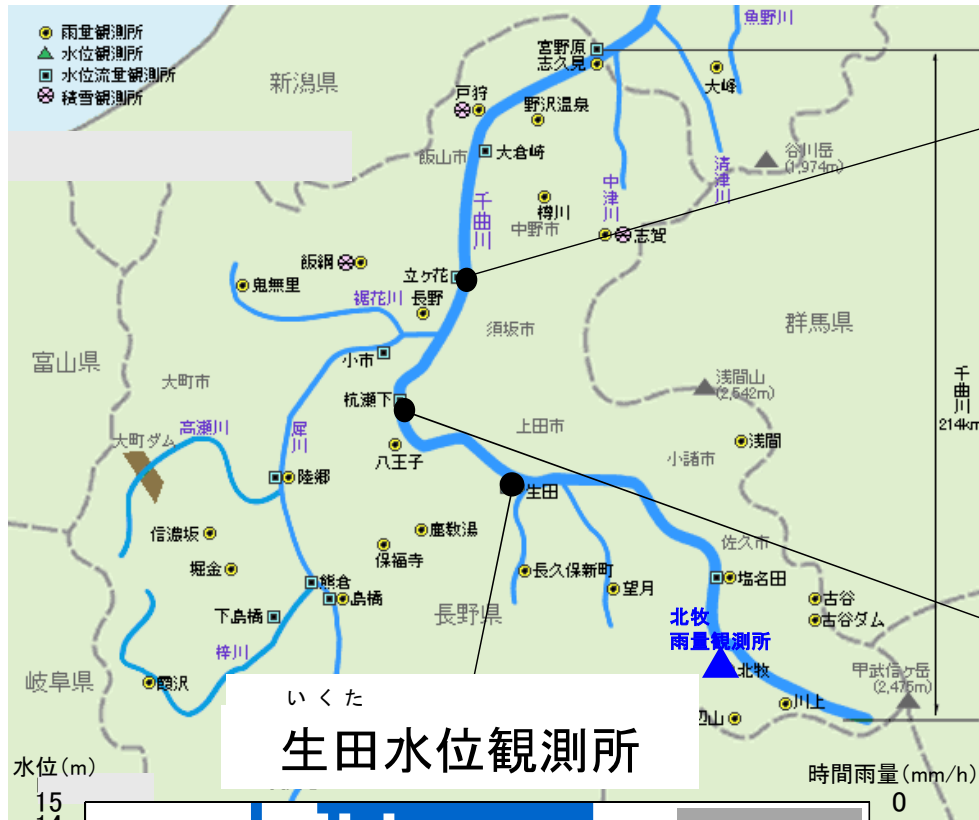 雨量観測所
水位観測所
水位流量観測所
積雪観測所
新潟県
魚野川
宮野原
志久見
大峰
戸狩
野沢温泉
谷川岳
(1,974m)
飯山市
大倉崎
清津川
中津川
千曲川
樽川
中野市
志賀
飯綱
立ヶ花
鬼無里
裾花川
長野
須坂市
群馬県
富山県
小市
大町市
杭瀬下
浅間山
(2,542m)
千曲川
214km
高瀬川
犀川
上田市
大町ダム
八王子
小諸市
浅間
陸郷
生田
信濃坂
鹿教湯
保福寺
佐久市
堀金
熊倉
長久保新町
塩名田
望月
島橋
古谷
下島橋
長野県
古谷ダム
北牧
雨量観測所
梓川
岐阜県
霞沢
北牧
甲武信ヶ岳
(2,475m)
川上
辺山
いくた
生田水位観測所
水位(m)
時間雨量(mm/h)
15
0
14